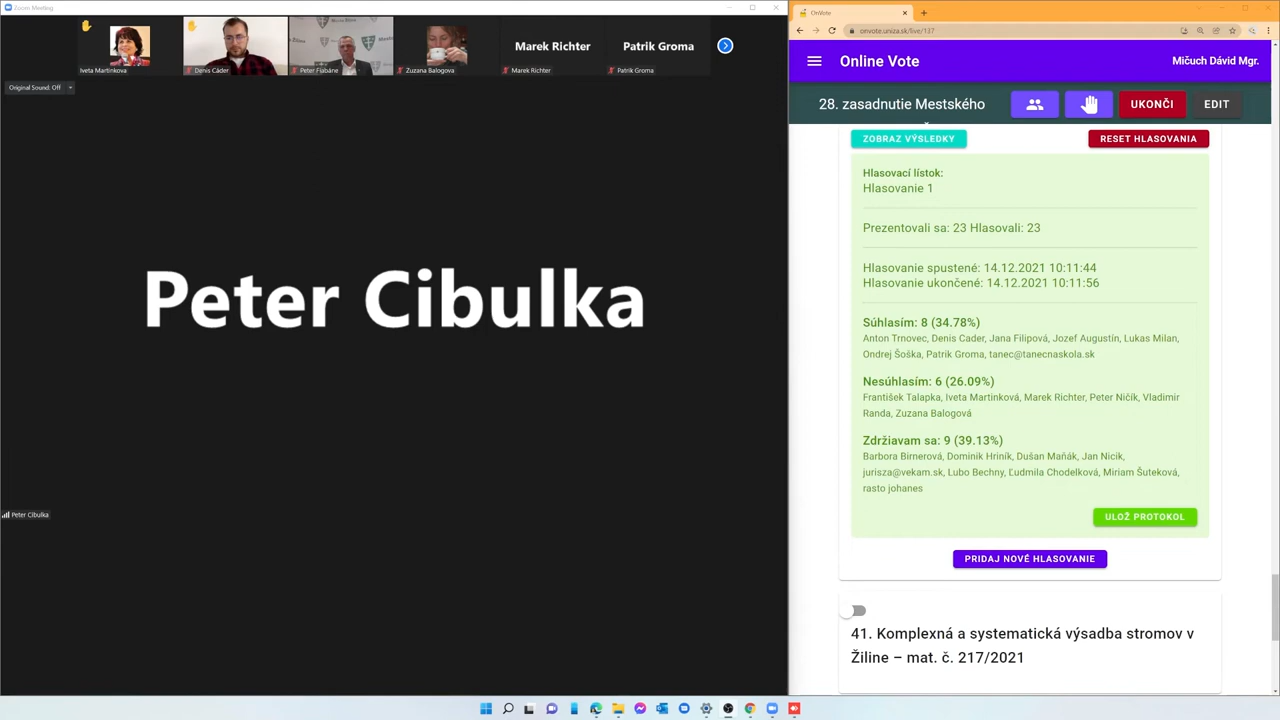 Zoom Meeting
Iveta Martinkova
Denis Cáder
Peter Fiabáne
Zuzana Balogova
Marek Richter
Marek Richter
Patrik Groma
Patrik Groma
Original Sound: Off
Peter Cibulka
Peter Cibulka
OnVote
onvote.uniza.sk/live/137
Online Vote
Mičuch Dávid Mgr.
28. zasadnutie Mestského
UKONČI
EDIT
ZOBRAZ VÝSLEDKY
RESET HLASOVANIA
Hlasovací lístok:
Hlasovanie 1
Prezentovali sa: 23 Hlasovali: 23
Hlasovanie spustené: 14.12.2021 10:11:44
Hlasovanie ukončené: 14.12.2021 10:11:56
Súhlasím: 8 (34.78%)
Anton Trnovec, Denis Cader, Jana Filipová, Jozef Augustín, Lukas Milan,
Ondrej Šoška, Patrik Groma, tanec@tanecnaskola.sk
Nesúhlasím: 6 (26.09%)
František Talapka, Iveta Martinková, Marek Richter, Peter Ničík, Vladimir
Randa, Zuzana Balogová
Zdržiavam sa: 9 (39.13%)
Barbora Birnerová, Dominik Hriník, Dušan Maňák, Jan Nicik,
jurisza@vekam.sk, Lubo Bechny, Ľudmila Chodelková, Miriam Šuteková,
rasto johanes
ULOŽ PROTOKOL
PRIDAJ NOVÉ HLASOVANIE
41. Komplexná a systematická výsadba stromov v
Žiline – mat. č. 217/2021